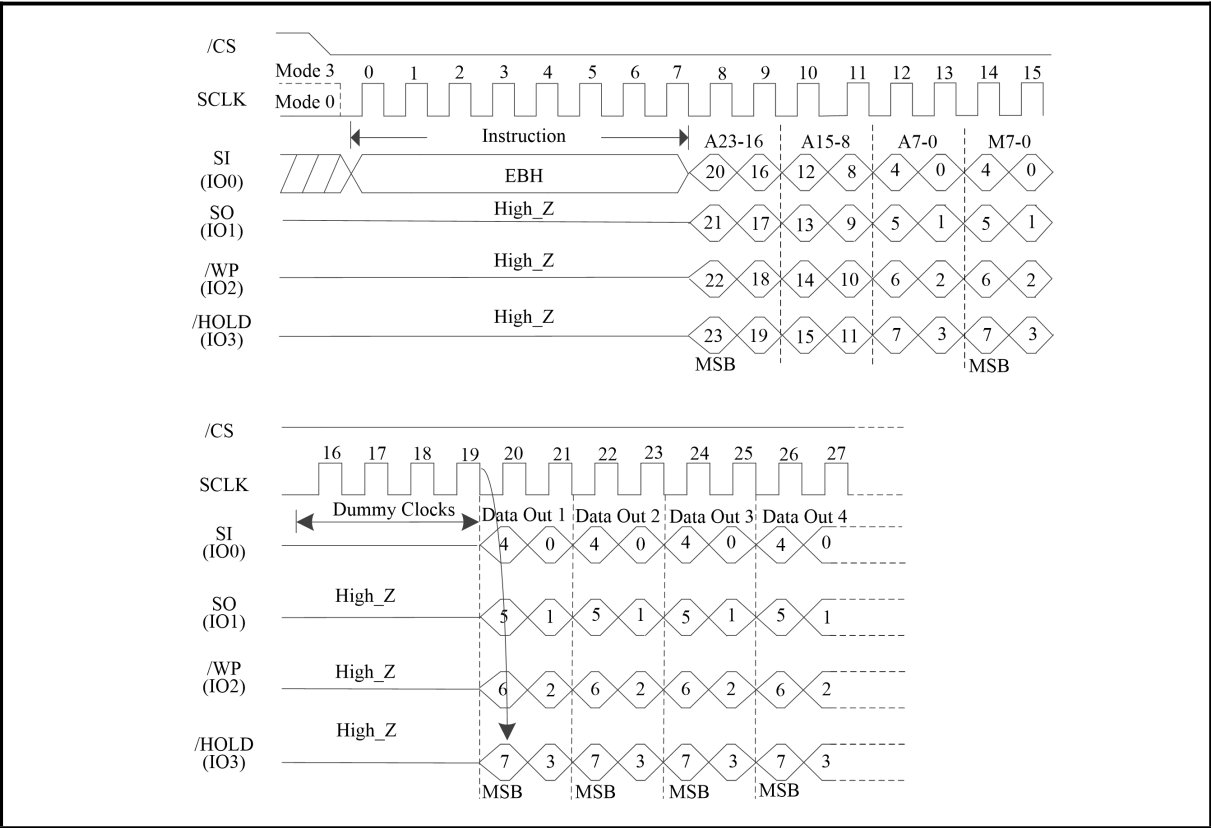 /CS
Mode 3 0 1 2 3 4 5 6 7 8 9 10 11 12 13 14 15
SCLK Mode 0
Instruction A23-16 A15-8 A7-0 M7-0
SI
(IO0)
EBH 20 16 12 8 4 0 4 0
SO
(IO1)
High_Z 21 17 13 9 5 1 5 1
/WP
(IO2)
High_Z 22 18 14 10 6 2 6 2
/HOLD
(IO3)
High_Z 23 19 15 11 7 3 7 3
MSB MSB
/CS
16 17 18 19 20 21 22 23 24 25 26 27
SCLK
Dummy Clocks Data Out 1 Data Out 2 Data Out 3 Data Out 4
SI
(IO0)
4 0 4 0 4 0 4 0
SO
(IO1)
High_Z 5 1 5 1 5 1 5 1
/WP
(IO2)
High_Z 6 2 6 2 6 2 6 2
/HOLD
(IO3)
High_Z 7 3 7 3 7 3 7 3
MSB MSB MSB MSB